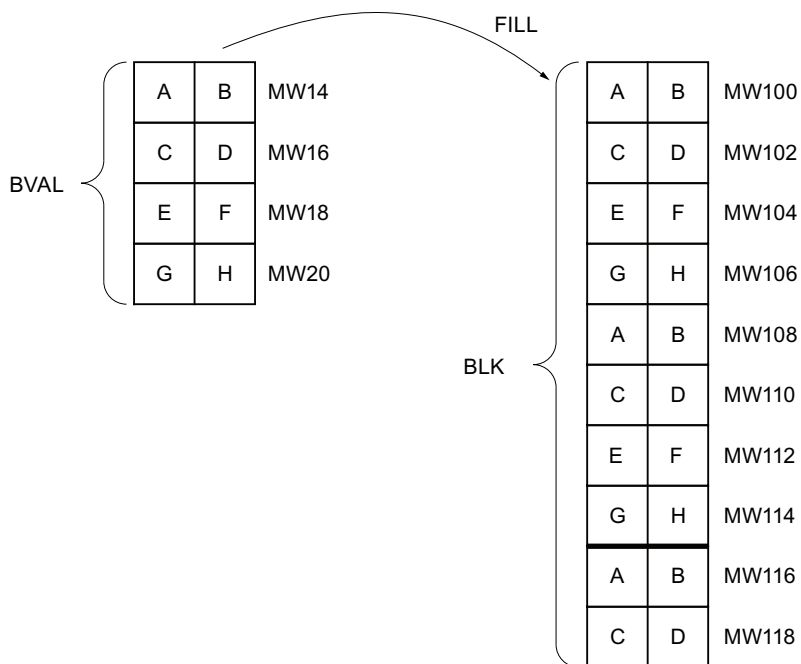 FILL
A B MW14
C D MW16
BVAL
E F MW18
G H MW20
A B MW100
C D MW102
E F MW104
G H MW106
A B MW108
BLK
C D MW110
E F MW112
G H MW114
A B MW116
C D MW118